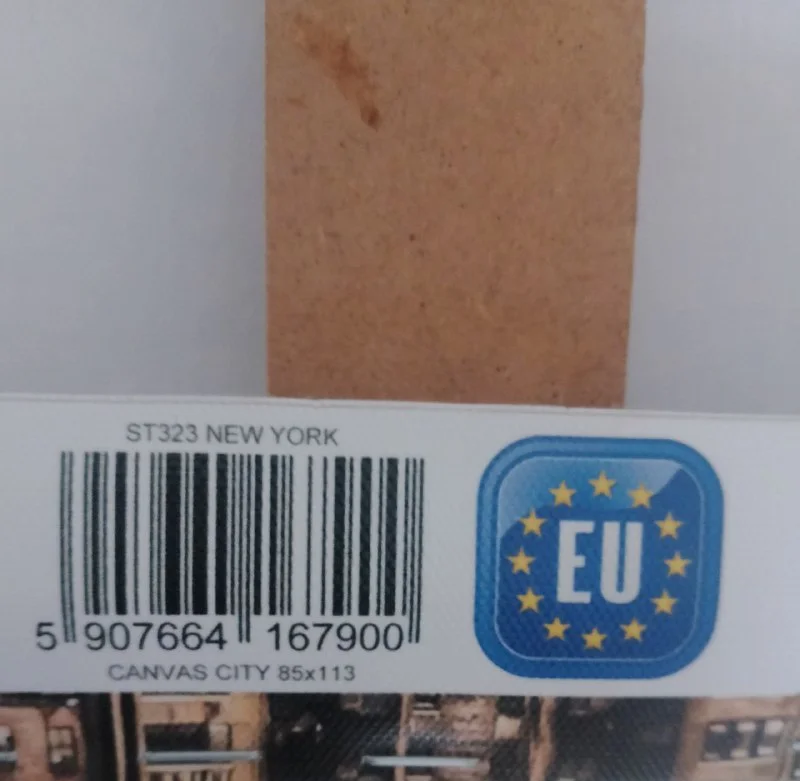 ST323 NEW YORK
5 907664 167900
CANVAS CITY 85x113
EU